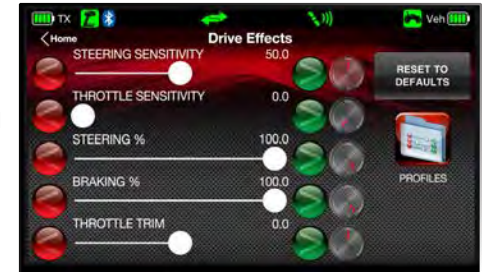 TX Veh
Home Drive Effects
STEERING SENSITIVITY 50.0
RESET TO
DEFAULTS
THROTTLE SENSITIVITY 0.0
STEERING % 100.0
BRAKING % 100.0
PROFILES
THROTTLE TRIM 0.0